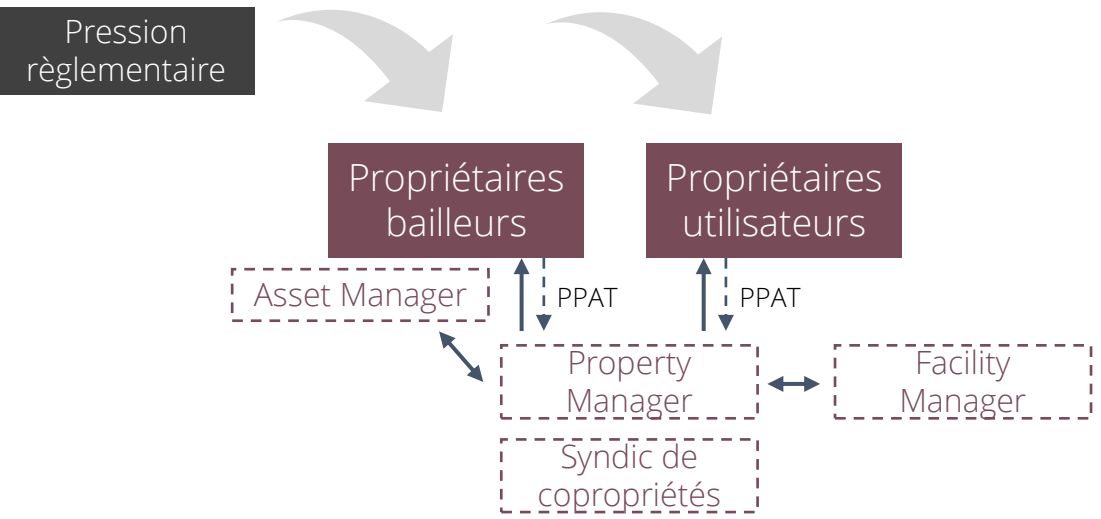 Pression
règlementaire
Propriétaires
bailleurs
Propriétaires
utilisateurs
Asset Manager
PPAT
PPAT
Property
Manager
Facility
Manager
Syndic de
copropriétés